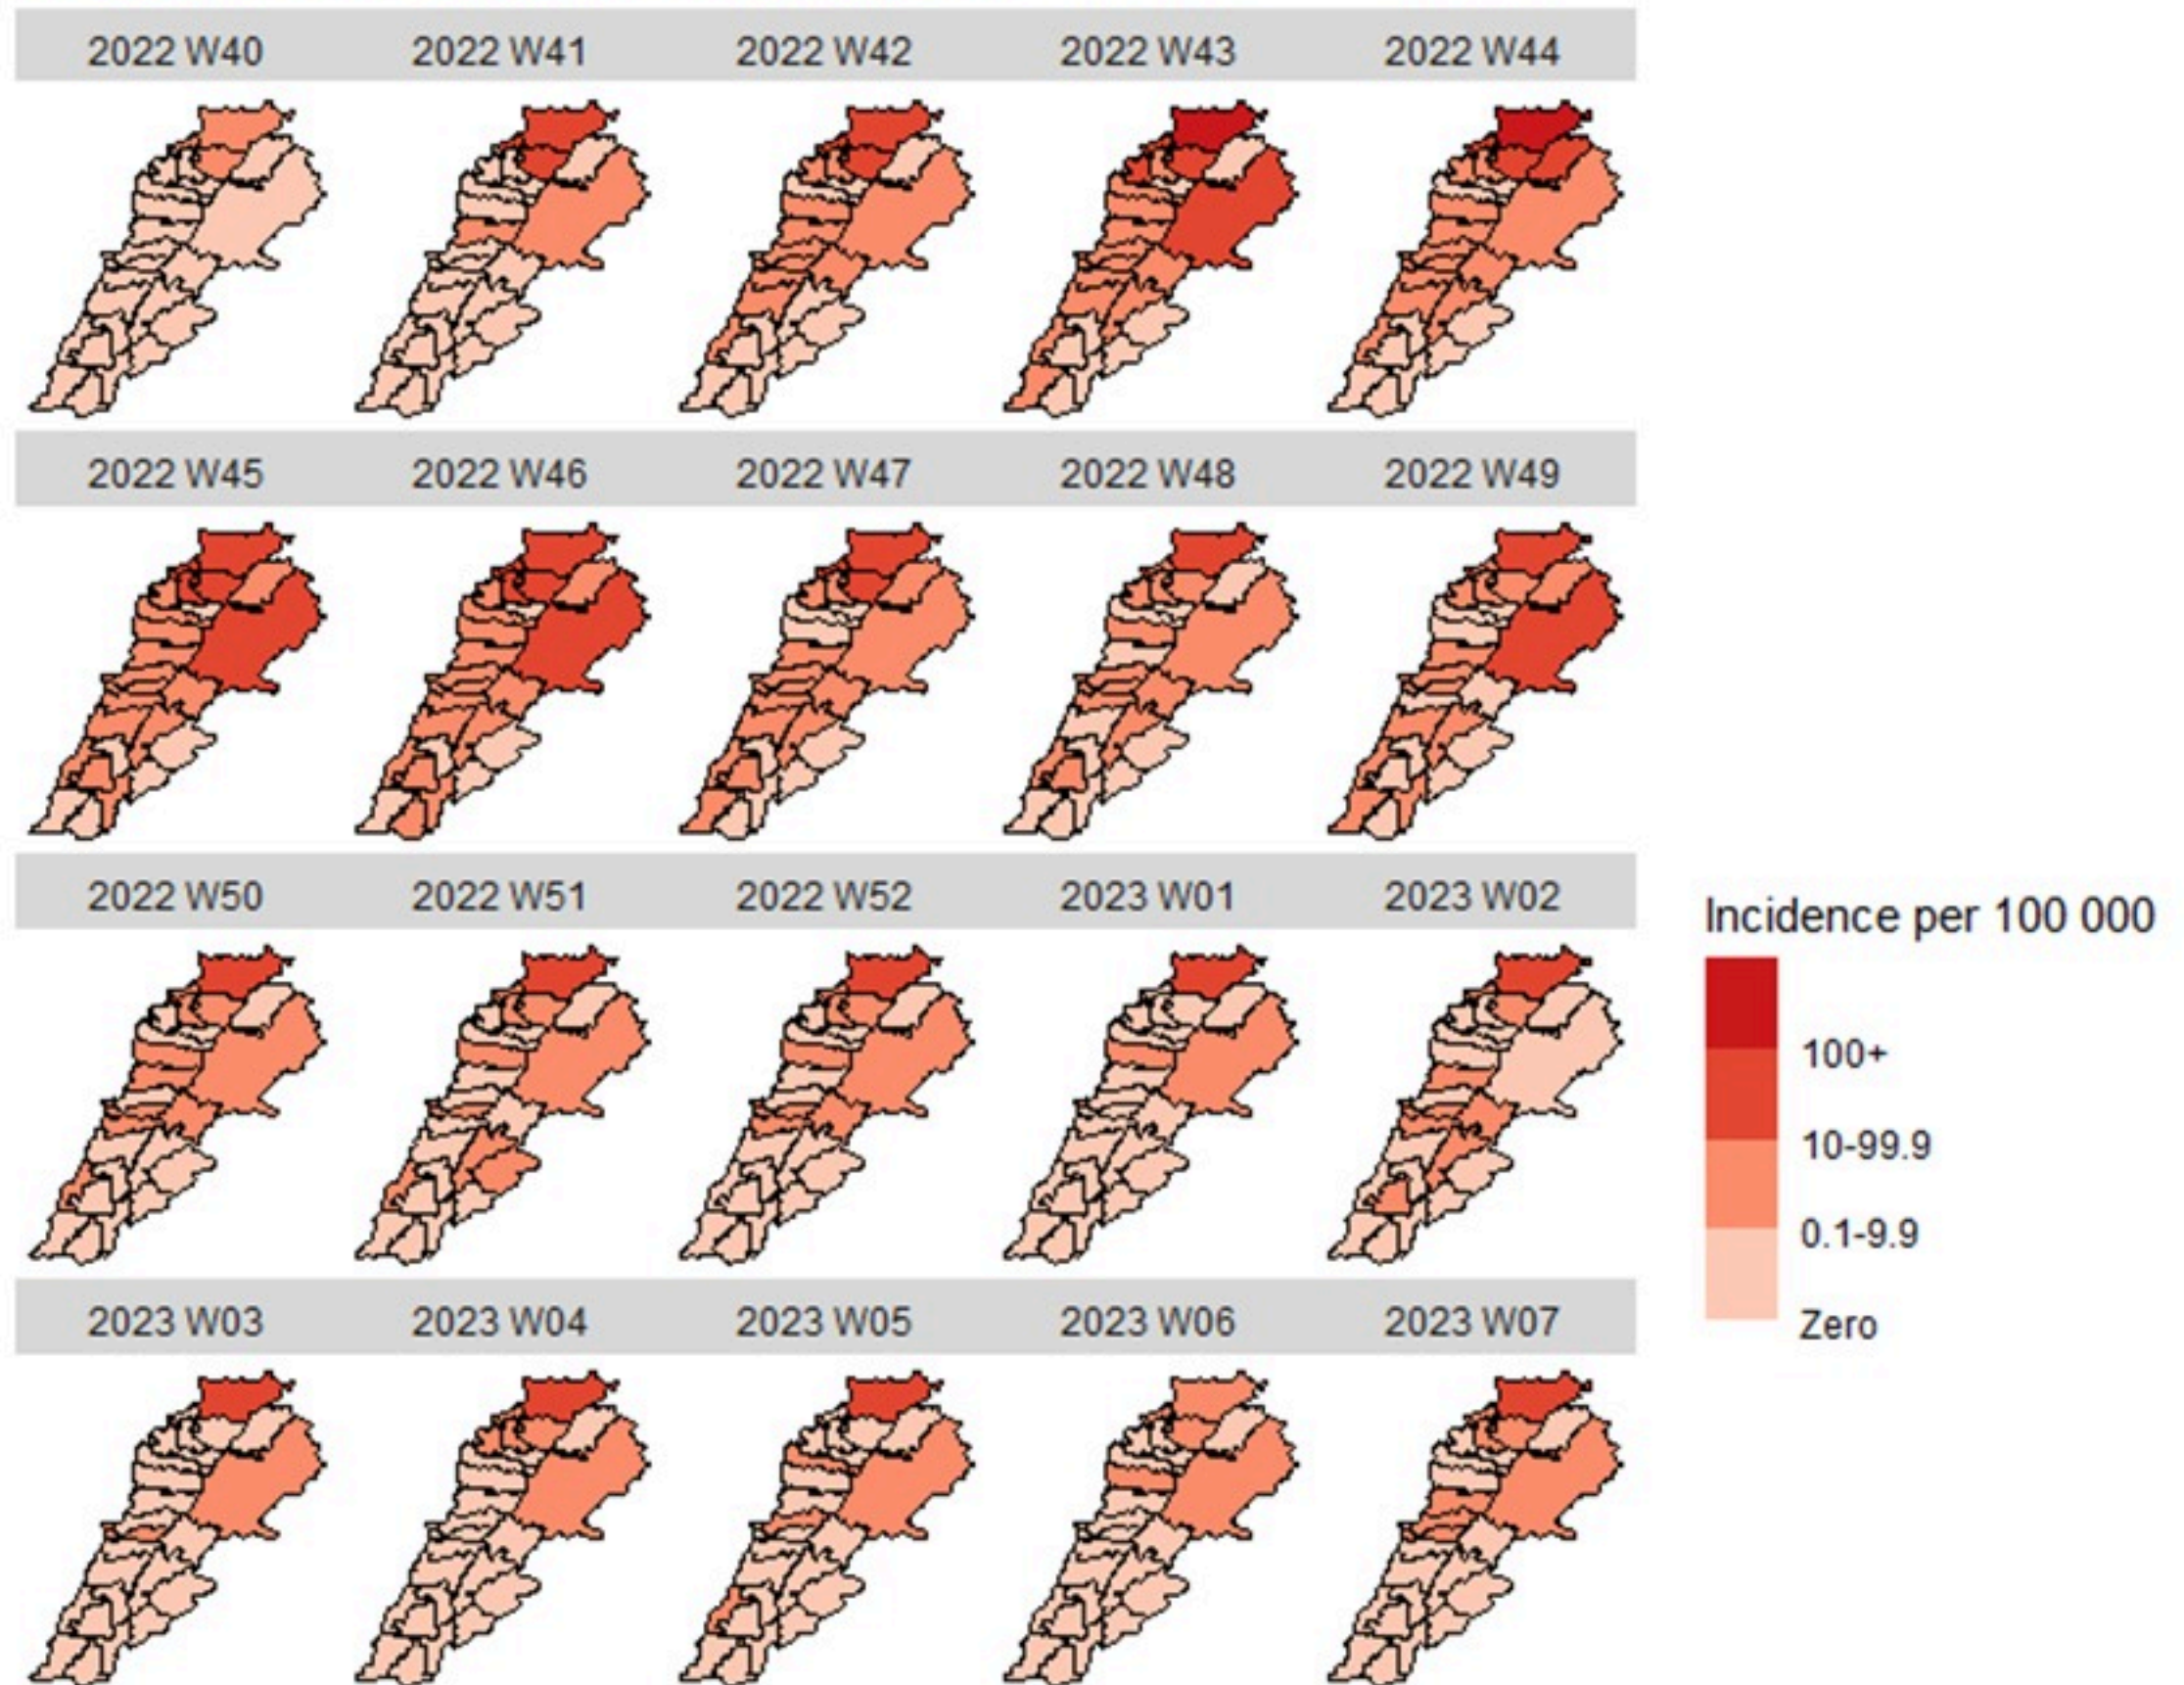 2022 W40 2022 W41 2022 W42 2022 W43 2022 W44
2022 W45 2022 W46 2022 W47 2022 W48 2022 W49
2022 W50 2022 W51 2022 W52 2023 W01 2023 W02
Incidence per 100 000
100+
10-99.9
0.1-9.9
Zero
2023 W03 2023 W04 2023 W05 2023 W06 2023 W07